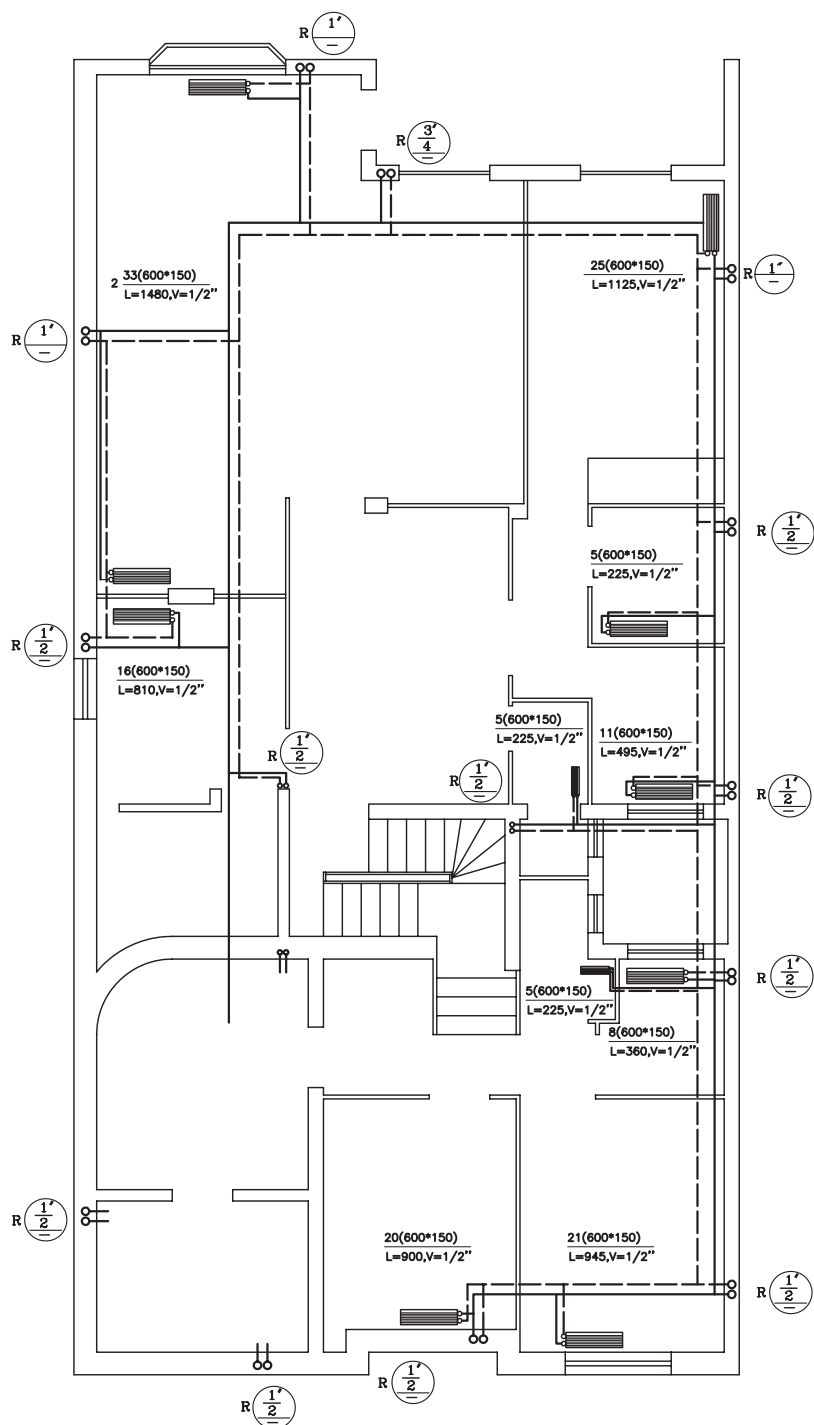 R 1' —
R 3' 4 —
2 33(600*150)
L=1480,V=1/2"
25(600*150)
L=1125,V=1/2"
R 1" —
R 1' —
R 1' 2 —
5(600*150)
L=225,V=1/2"
R 1' 2 —
16(600*150)
L=810,V=1/2"
5(600*150)
L=225,V=1/2"
11(600*150)
L=495,V=1/2"
R 1' 2 —
R 1' 2 —
R 1' 2 —
R 1' 2 —
5(600*150)
L=225,V=1/2"
8(600*150)
L=360,V=1/2"
R 1' 2 —
20(600*150)
L=900,V=1/2"
21(600*150)
L=945,V=1/2"
R 1' 2 —
R 1' 2 —
R 1' 2 —